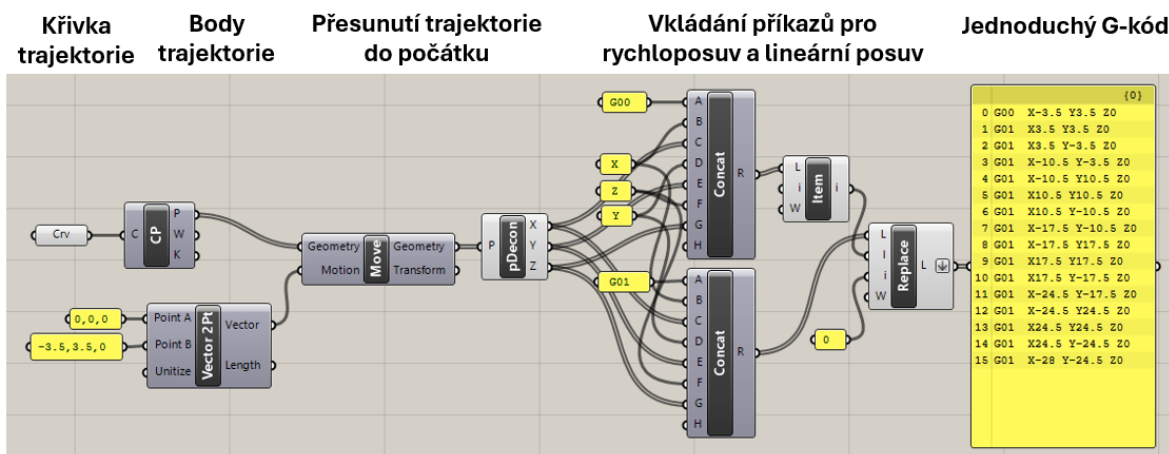 Křivka
trajektorie
Body
trajektorie
Přesunutí trajektorie
do počátku
Vkládání příkazů pro
rychloposuv a lineární posuv
Jednoduchý G-kód
Crv
C
CP
P
W
K
0,0,0
-3.5,3.5,0
Point A
Point B
Unitize
Vector 2Pt
Vector
Length
Geometry
Motion
Move
Geometry
Transform
P
pDecon
X
Y
Z
G00
X
Z
Y
G01
A
B
C
D
E
F
G
H
Concat
R
A
B
C
D
E
F
G
H
Concat
R
L
i
W
Item
i
0
L
I
i
W
Replace
L
{0}
0 G00 X-3.5 Y3.5 Z0
1 G01 X3.5 Y3.5 Z0
2 G01 X3.5 Y-3.5 Z0
3 G01 X-10.5 Y-3.5 Z0
4 G01 X-10.5 Y10.5 Z0
5 G01 X10.5 Y10.5 Z0
6 G01 X10.5 Y-10.5 Z0
7 G01 X-17.5 Y-10.5 Z0
8 G01 X-17.5 Y17.5 Z0
9 G01 X17.5 Y17.5 Z0
10 G01 X17.5 Y-17.5 Z0
11 G01 X-24.5 Y-17.5 Z0
12 G01 X-24.5 Y24.5 Z0
13 G01 X24.5 Y24.5 Z0
14 G01 X24.5 Y-24.5 Z0
15 G01 X-28 Y-24.5 Z0